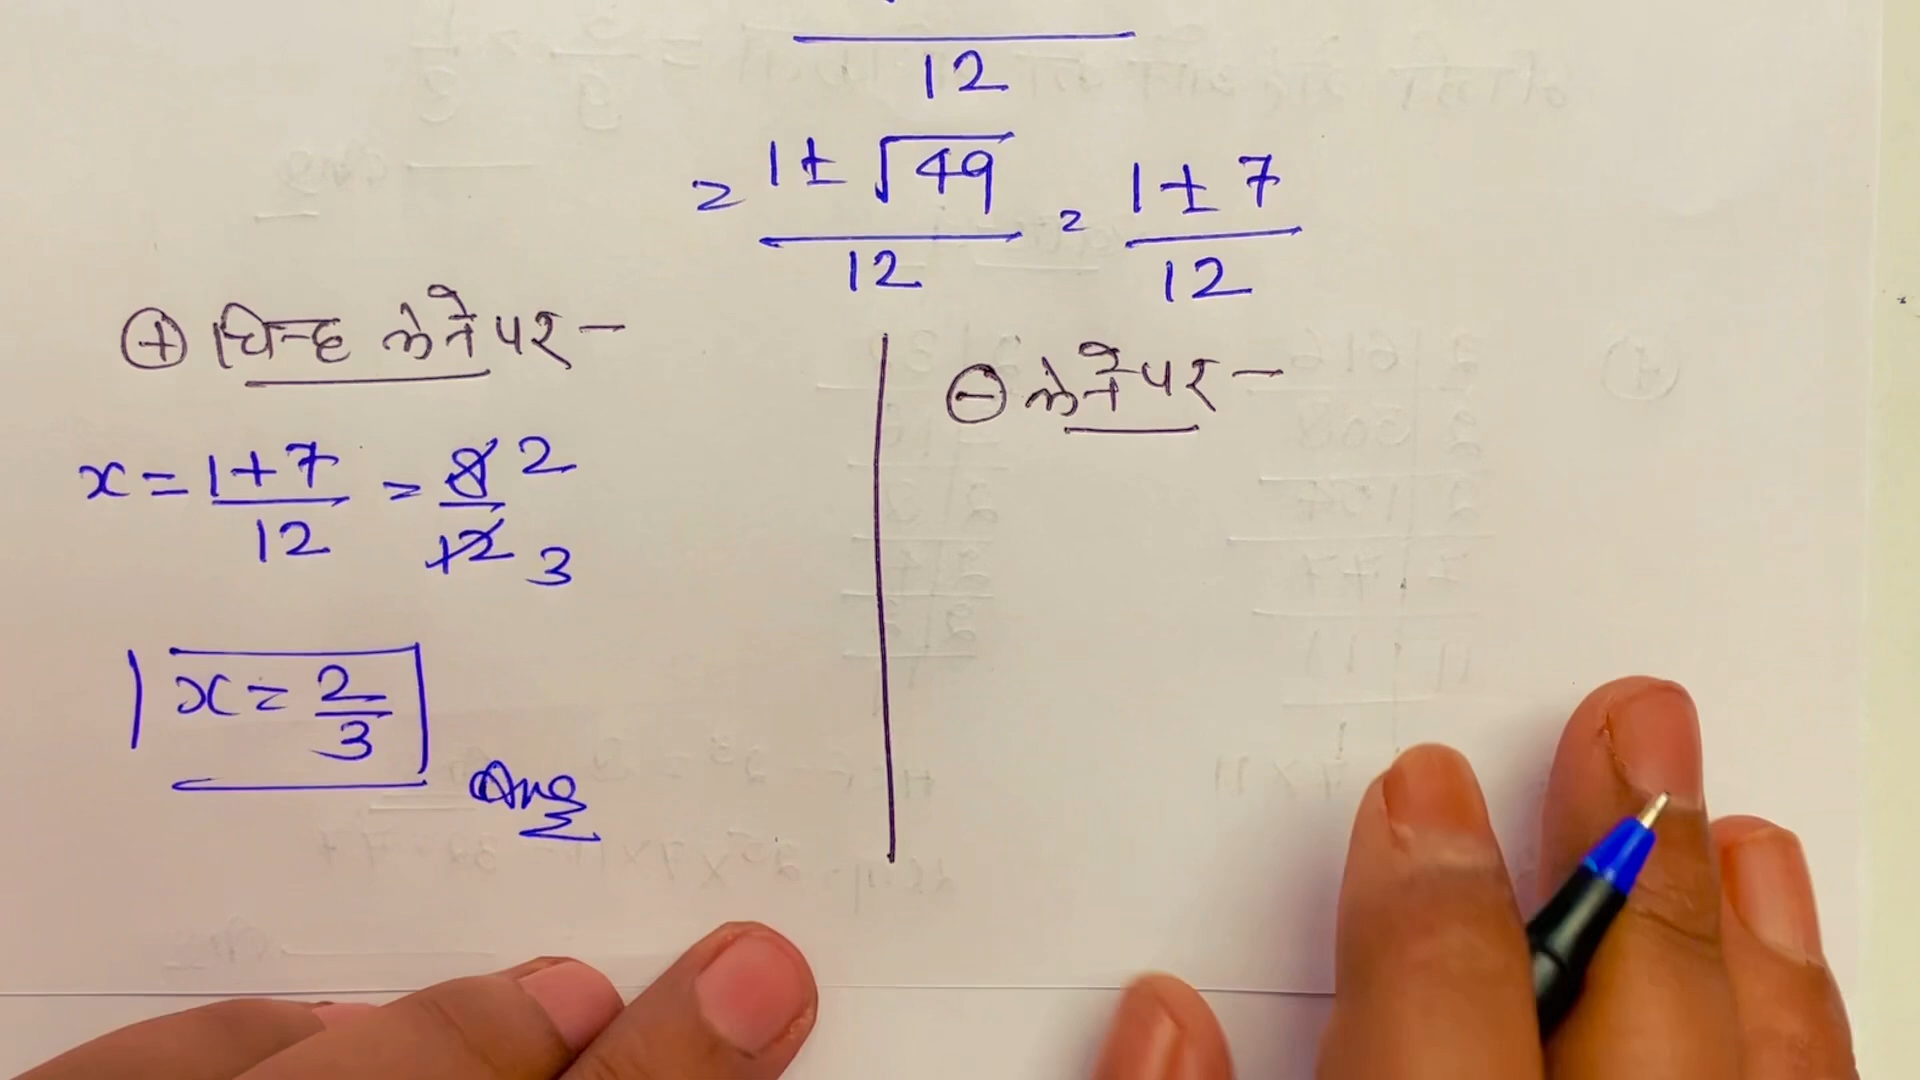 12
= 1 ± √49 / 12 = 1 ± 7 / 12
⊕ चिन्ह लेने पर –
x = 1 + 7 / 12 = 8 / 12 2 / 3
x = 2 / 3
Ans
⊖ लेने पर –